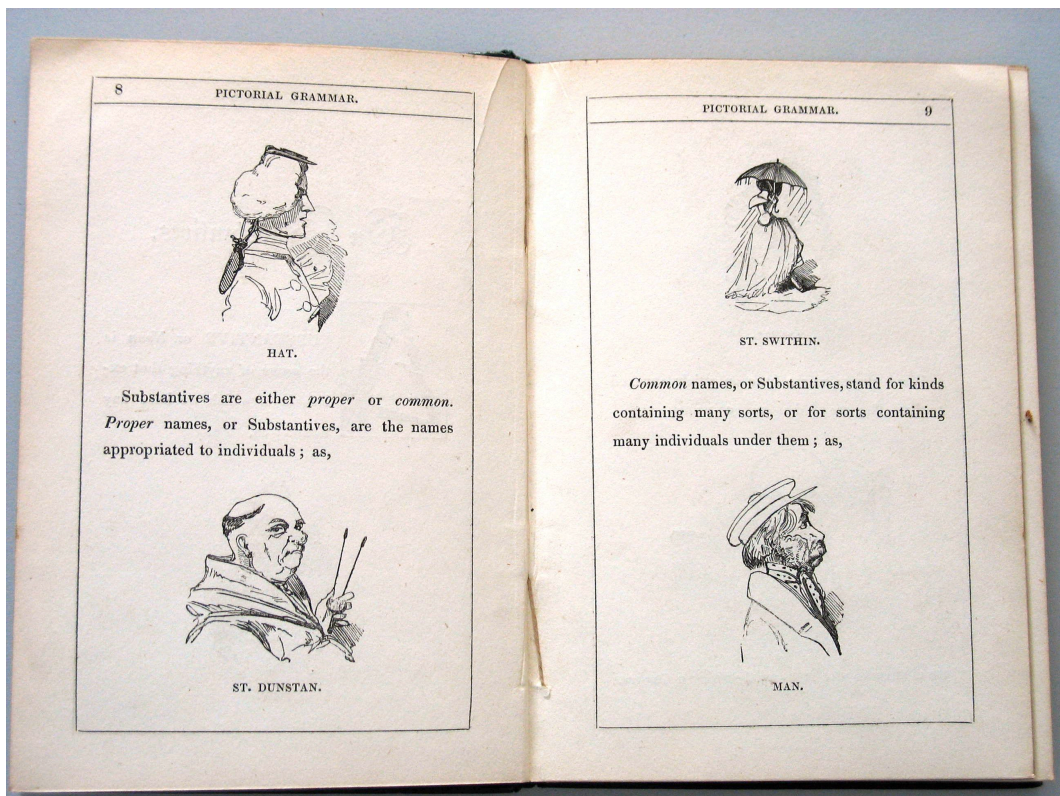 8
PICTORIAL GRAMMAR.
HAT.
Substantives are either proper or common.
Proper names, or Substantives, are the names
appropriated to individuals ; as,
ST. DUNSTAN.
PICTORIAL GRAMMAR.
9
ST. SWITHIN.
Common names, or Substantives, stand for kinds
containing many sorts, or for sorts containing
many individuals under them ; as,
MAN.